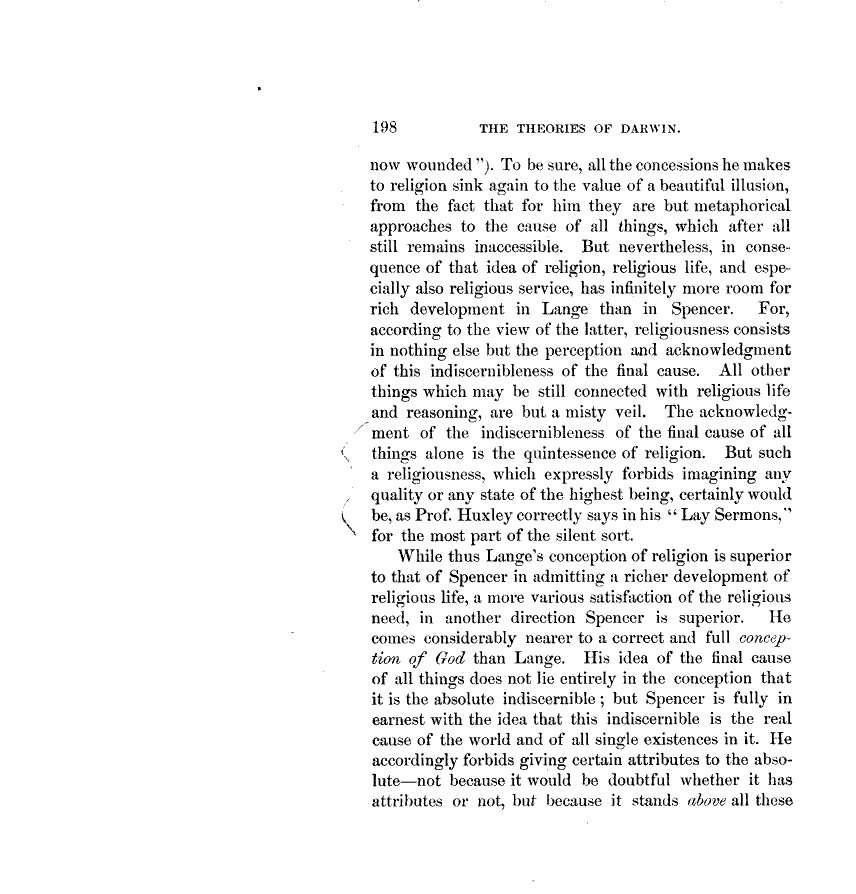 198 THE THEORIES OF DARWIN.
now wounded"). To be sure, all the concessions he makes
to religion sink again to the value of a beautiful illusion,
from the fact that for him they are but metaphorical
approaches to the cause of all things, which after all
still remains inaccessible. But nevertheless, in conse-
quence of that idea of religion, religious life, and espe-
cially also religious service, has infinitely more room for
rich development in Lange than in Spencer. For,
according to the view of the latter, religiousness consists
in nothing else but the perception and acknowledgment
of this indiscernibleness of the final cause. All other
things which may be still connected with religious life
and reasoning, are but a misty veil. The acknowledg-
ment of the indiscernibleness of the final cause of all
things alone is the quintessence of religion. But such
a religiousness, which expressly forbids imagining any
quality or any state of the highest being, certainly would
be, as Prof. Huxley correctly says in his "Lay Sermons,"
for the most part of the silent sort.
While thus Lange's conception of religion is superior
to that of Spencer in admitting a richer development of
religious life, a more various satisfaction of the religious
need, in another direction Spencer is superior. He
comes considerably nearer to a correct and full concep-
tion of God than Lange. His idea of the final cause
of all things does not lie entirely in the conception that
it is the absolute indiscernible; but Spencer is fully in
earnest with the idea that this indiscernible is the real
cause of the world and of all single existences in it. He
accordingly forbids giving certain attributes to the abso-
lute—not because it would be doubtful whether it has
attributes or not, but because it stands above all these